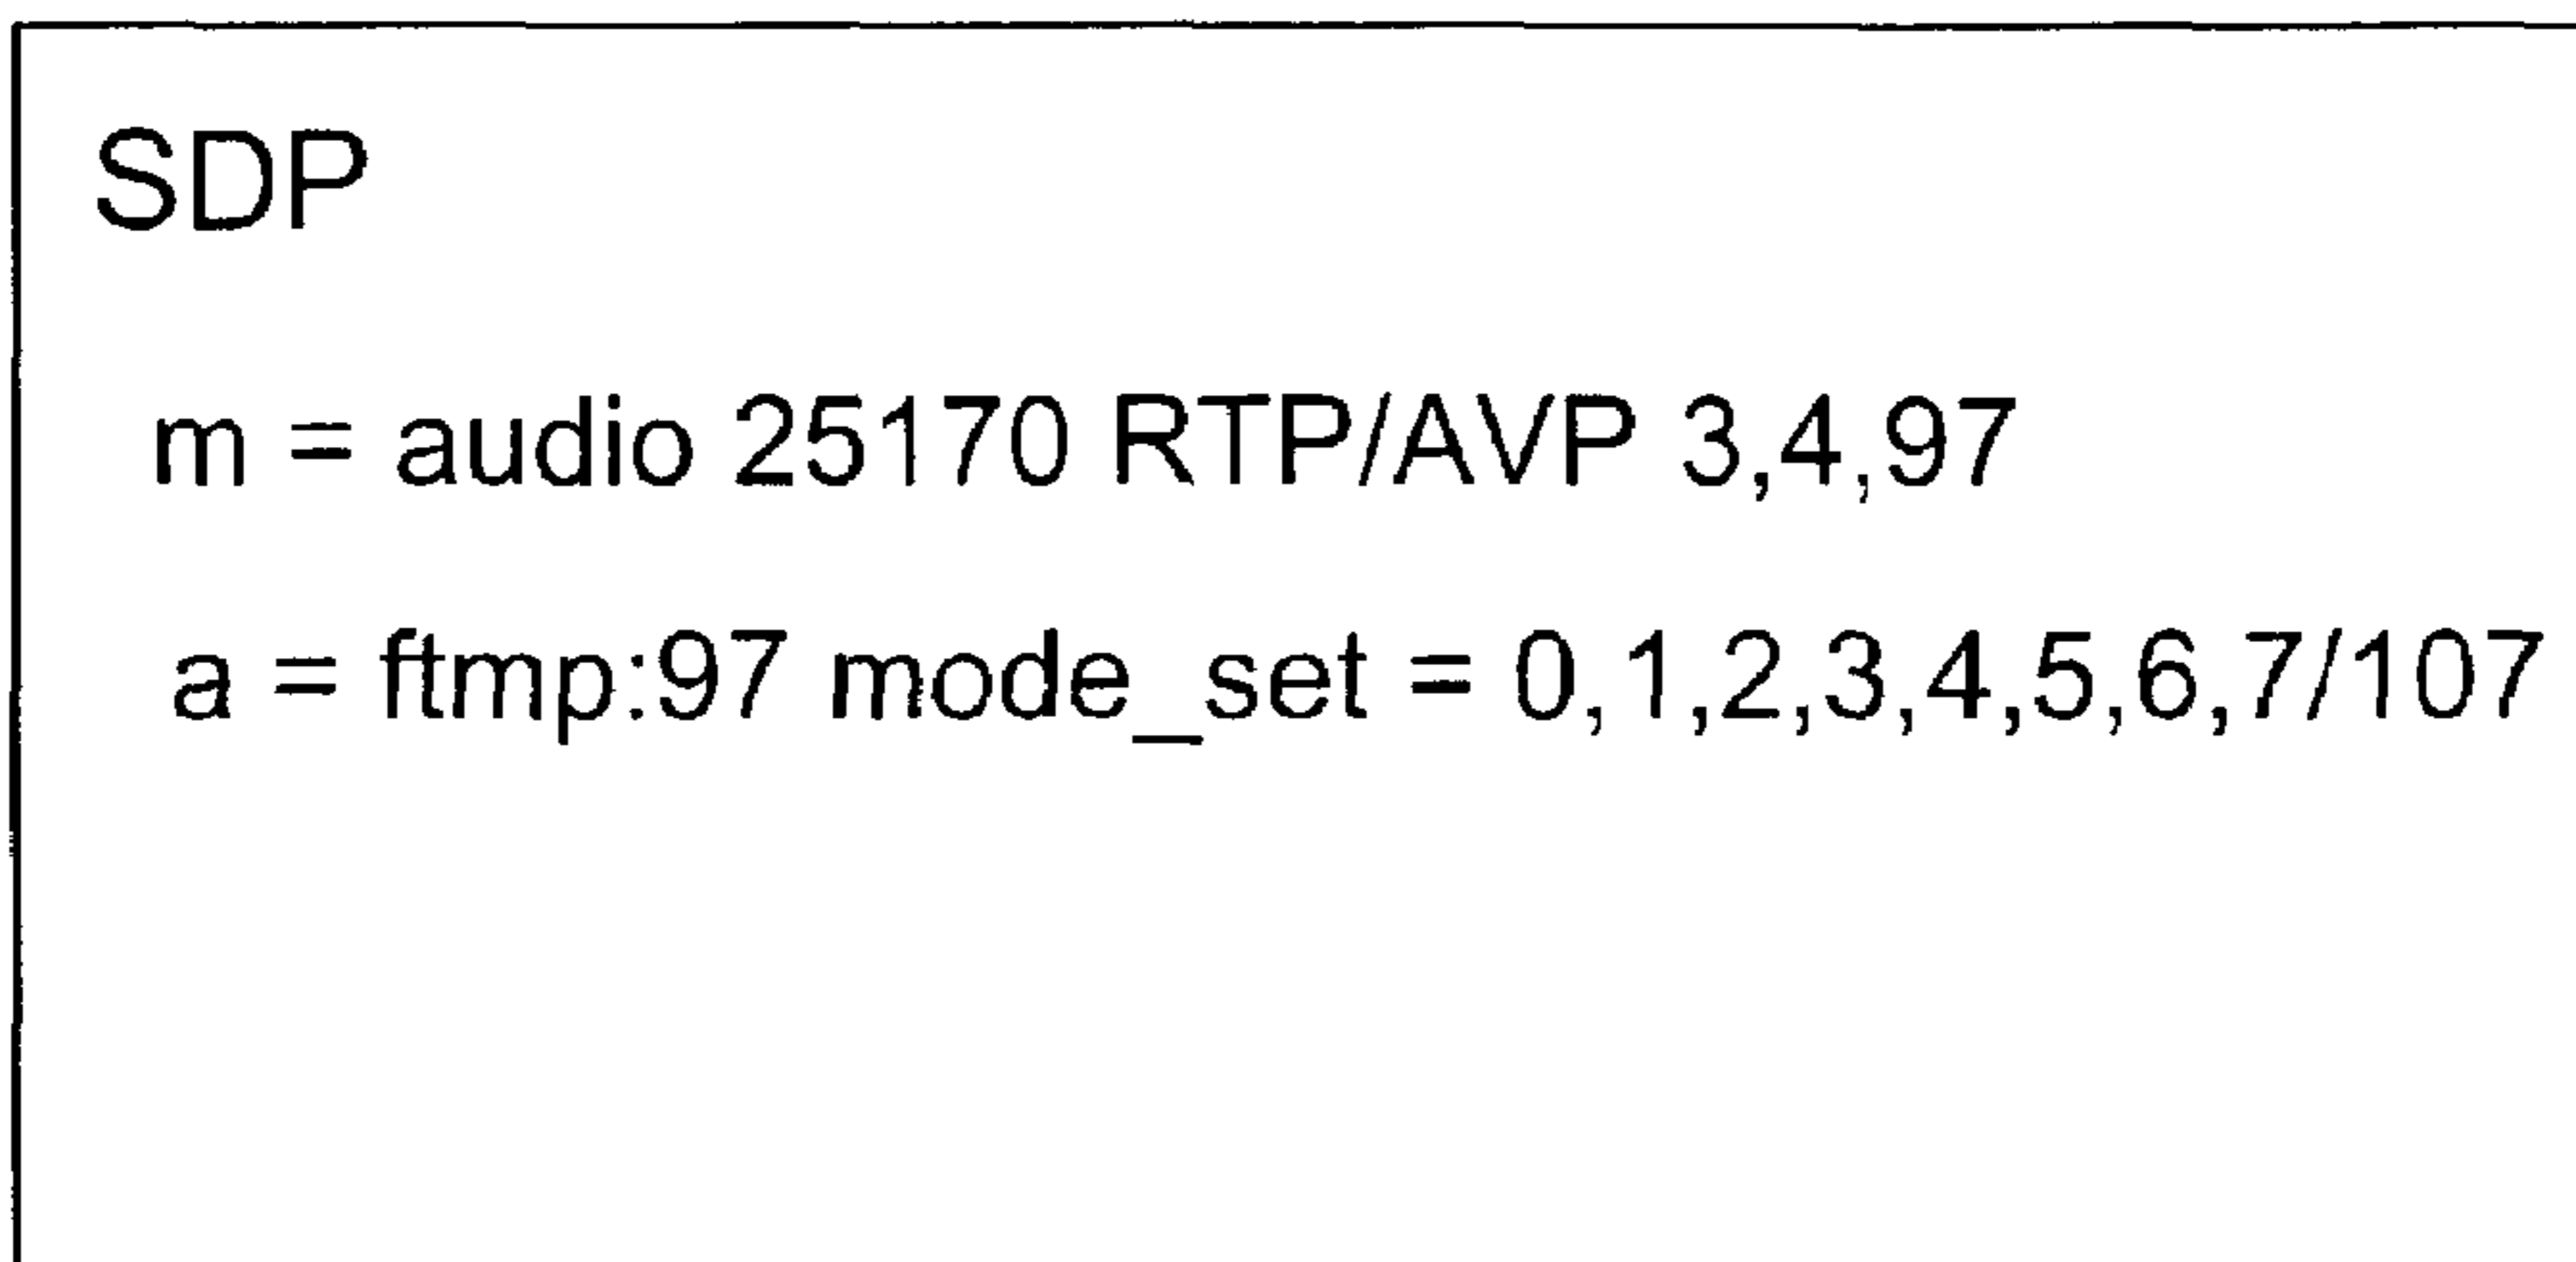 SDP
m = audio 25170 RTP/AVP 3,4,97
a = ftmp:97 mode_set = 0,1,2,3,4,5,6,7/107